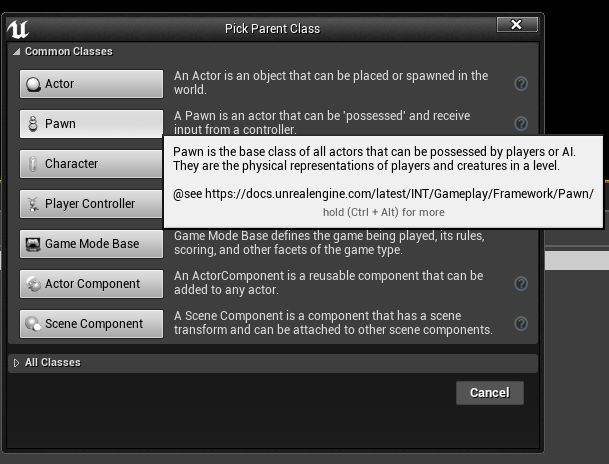 Pick Parent Class
Common Classes
Actor
An Actor is an object that can be placed or spawned in the
world.
Pawn
A Pawn is an actor that can be 'possessed' and receive
input from a controller.
Pawn is the base class of all actors that can be possessed by players or AI.
They are the physical representations of players and creatures in a level.
@see https://docs.unrealengine.com/latest/INT/Gameplay/Framework/Pawn/
hold (Ctrl + Alt) for more
Character
Player Controller
Game Mode Base
Game Mode Base defines the game being played, its rules,
scoring, and other facets of the game type.
Actor Component
An ActorComponent is a reusable component that can be
added to any actor.
Scene Component
A Scene Component is a component that has a scene
transform and can be attached to other scene components.
All Classes
Cancel